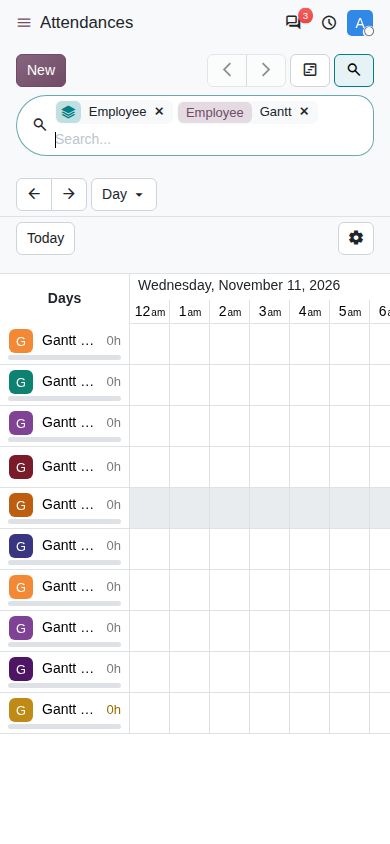 Attendances
3
A
New
Employee
Employee Gantt
Search...
Day
Today
Days
Wednesday, November 11, 2026
12am 1am 2am 3am 4am 5am
G Gantt ... 0h
G Gantt ... 0h
G Gantt ... 0h
G Gantt ... 0h
G Gantt ... 0h
G Gantt ... 0h
G Gantt ... 0h
G Gantt ... 0h
G Gantt ... 0h
G Gantt ... 0h